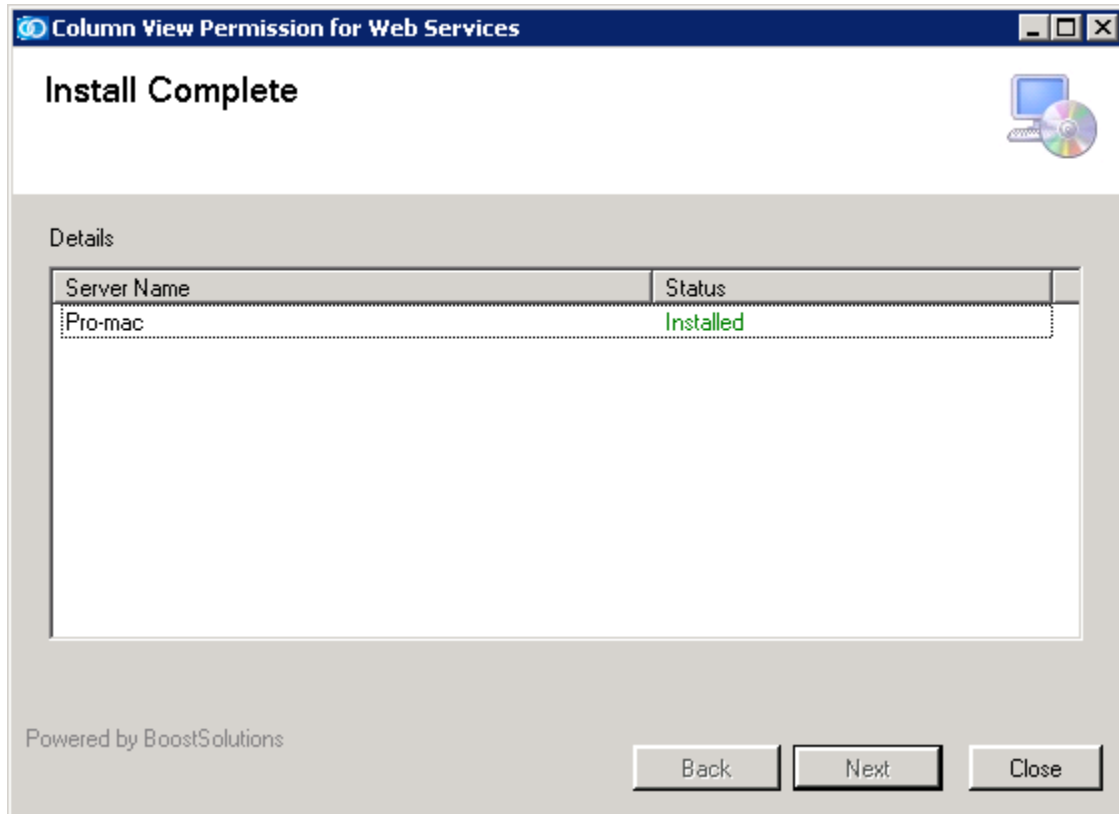 Column View Permission for Web Services
Install Complete
Details
Server Name Status
Pro-mac Installed
Powered by BoostSolutions
Back Next Close